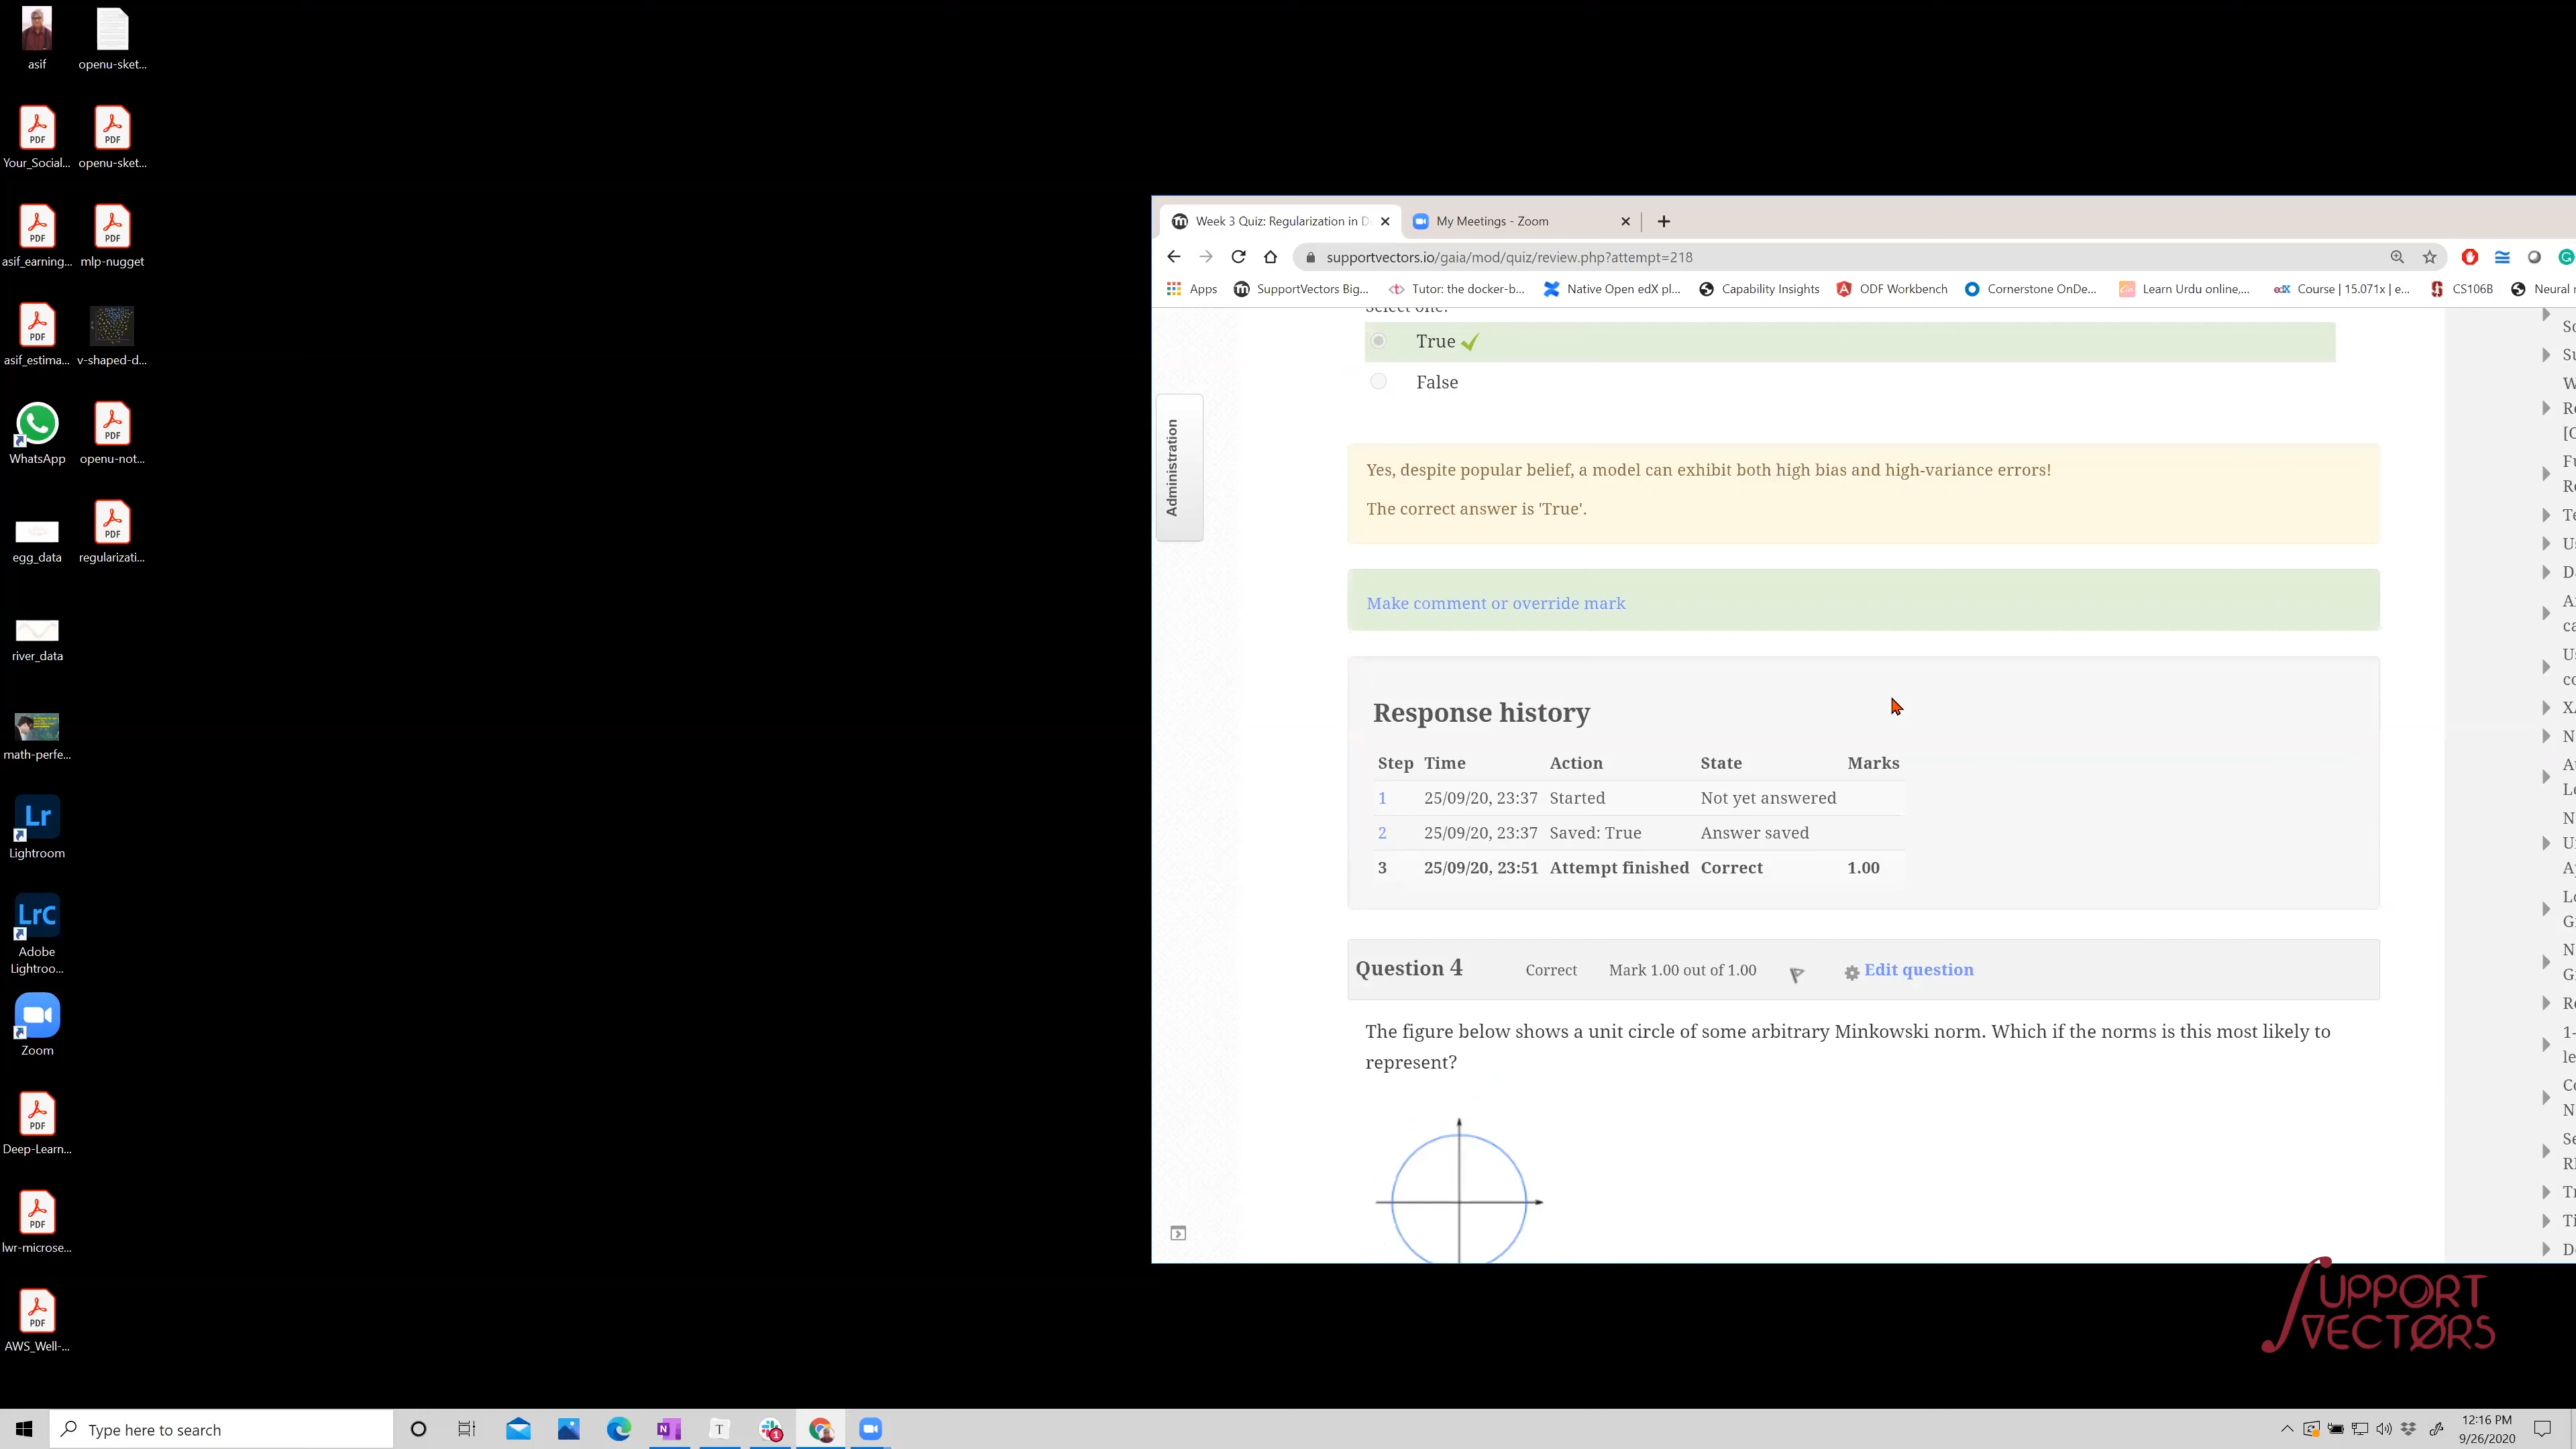 asif
openu-sket...
Your_Social...
openu-sket...
asif_earning...
mlp-nugget
asif_estima...
v-shaped-d...
WhatsApp
openu-not...
egg_data
regularizati...
river_data
math-perfe...
Lr
Lightroom
LrC
Adobe
Lightroo...
Zoom
Deep-Learn...
lwr-microse...
AWS_Well-...
Week 3 Quiz: Regularization in D
My Meetings - Zoom
supportvectors.io/gaia/mod/quiz/review.php?attempt=218
Apps
SupportVectors Big...
Tutor: the docker-b...
Native Open edX pl...
Capability Insights
ODF Workbench
Cornerstone OnDe...
Learn Urdu online,...
Course | 15.071x | e...
CS106B
Neural
Select one:
True
False
Administration
Yes, despite popular belief, a model can exhibit both high bias and high-variance errors!
The correct answer is 'True'.
Make comment or override mark
Response history
Step Time Action State Marks
1 25/09/20, 23:37 Started Not yet answered
2 25/09/20, 23:37 Saved: True Answer saved
3 25/09/20, 23:51 Attempt finished Correct 1.00
Question 4 Correct Mark 1.00 out of 1.00 Edit question
The figure below shows a unit circle of some arbitrary Minkowski norm. Which if the norms is this most likely to
represent?
SUPPORT
VECTORS
Type here to search
12:16 PM
9/26/2020